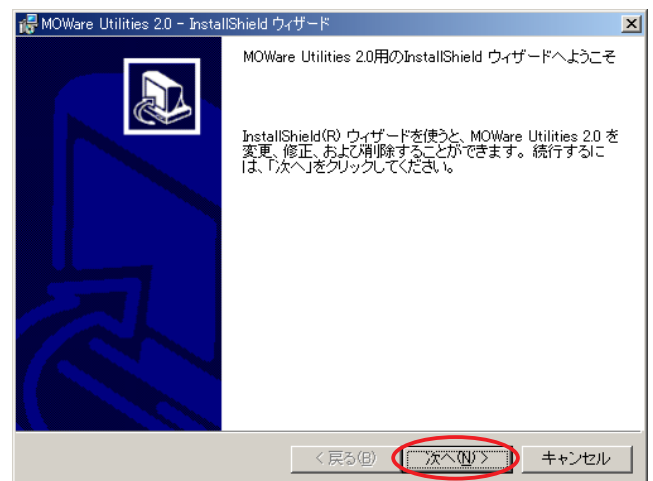 MOWare Utilities 2.0 - InstallShield ウィザード
MOWare Utilities 2.0用のInstallShield ウィザードへようこそ
InstallShield(R) ウィザードを使うと、MOWare Utilities 2.0 を
変更、修正、および削除することができます。続行するに
は、「次へ」をクリックしてください。
< 戻る(B)
次へ(N) >
キャンセル